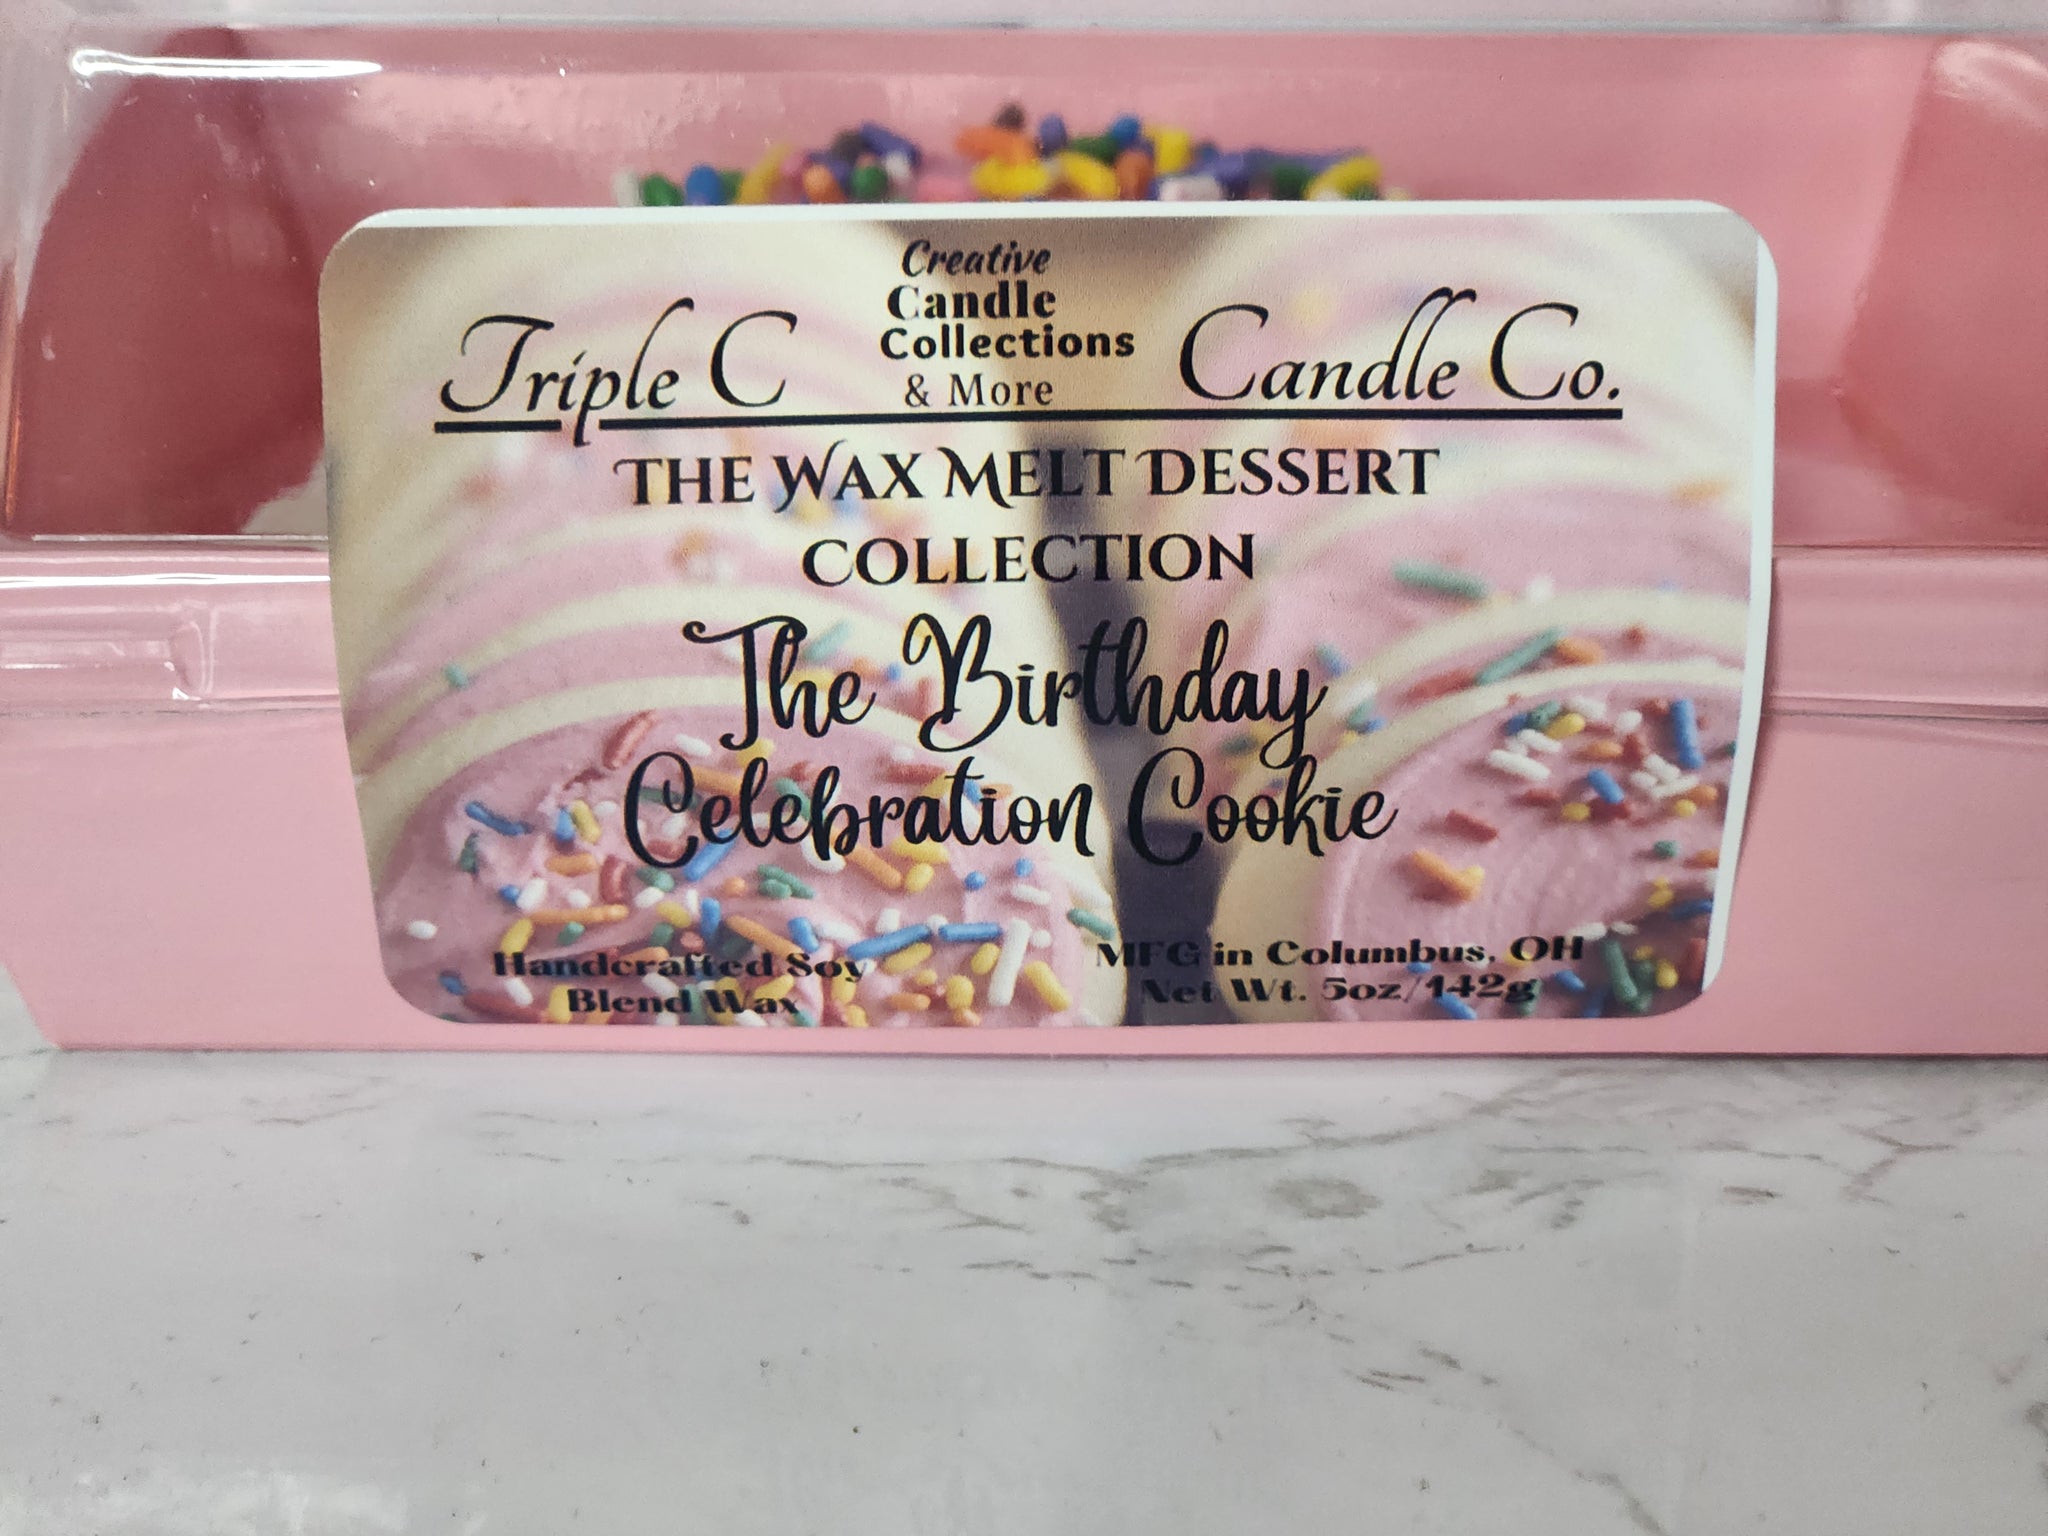 Creative
Candle
Collections
& More
Triple C Candle Co.
THE WAX MELT DESSERT
COLLECTION
The Birthday
Celebration Cookie
Handcrafted Soy
Blend Wax
MFG in Columbus, OH
Net Wt. 5oz/142g